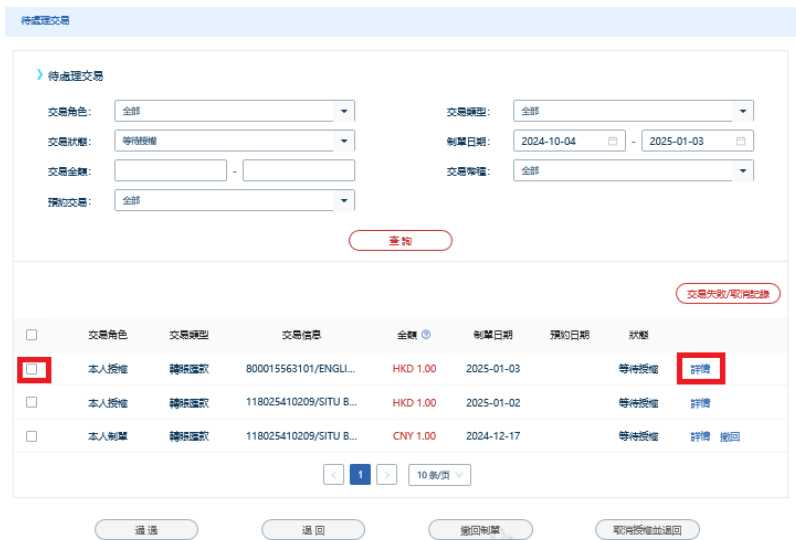 待處理交易
待處理交易
交易角色： 全部 交易類型： 全部
交易狀態： 等待授權 制單日期： 2024-10-04 - 2025-01-03
交易金額： - 交易幣種： 全部
預約交易： 全部
查詢
交易失敗/取消記錄
交易角色 交易類型 交易信息 金額 制單日期 預約日期 狀態
本人授權 轉賬匯款 800015563101/ENGLI... HKD 1.00 2025-01-03 等待授權 詳情
本人授權 轉賬匯款 118025410209/SITU B... HKD 1.00 2025-01-02 等待授權 詳情
本人制單 轉賬匯款 118025410209/SITU B... CNY 1.00 2024-12-17 等待授權 詳情 撤回
< 1 > 10 条/页
通過 退回 撤回制單 取消授權並退回